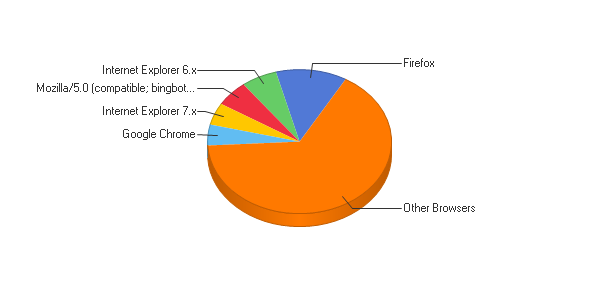 Firefox
Internet Explorer 6.x
Mozilla/5.0 (compatible; bingbot...
Internet Explorer 7.x
Google Chrome
Other Browsers